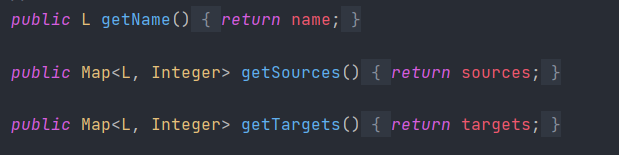 public L getName() { return name; }
public Map<L, Integer> getSources() { return sources; }
public Map<L, Integer> getTargets() { return targets; }